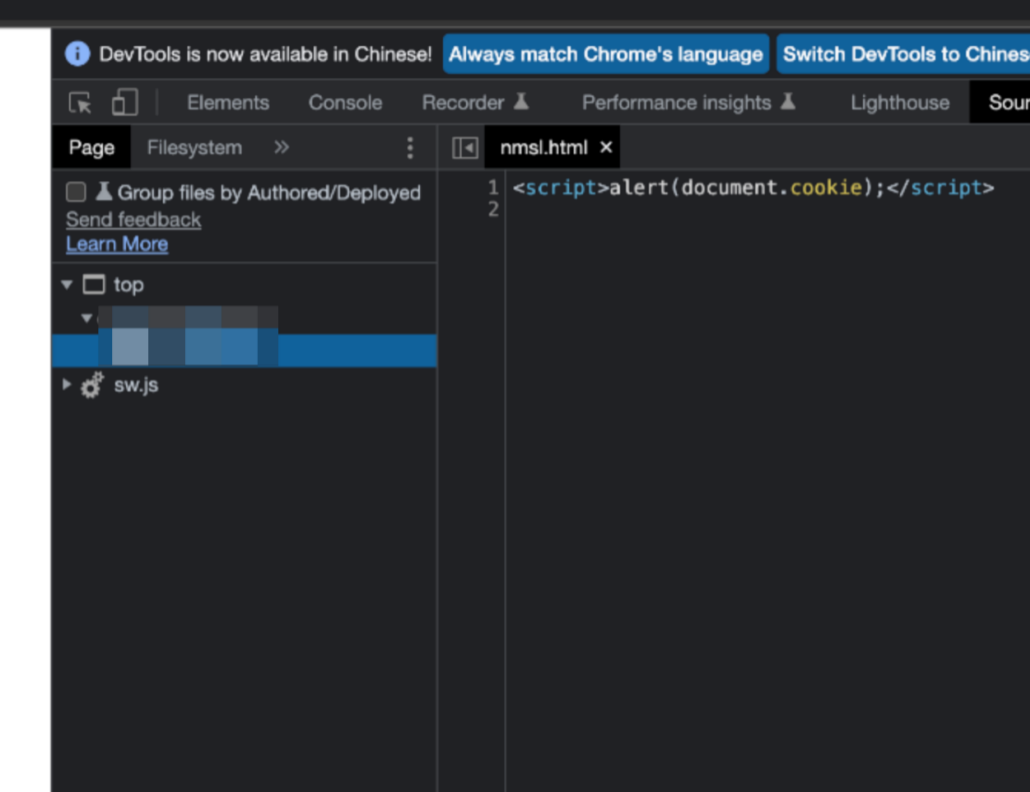 DevTools is now available in Chinese! Always match Chrome's language Switch DevTools to Chines
Elements Console Recorder Performance insights Lighthouse Sour
Page Filesystem » nmsl.html ×
Group files by Authored/Deployed
Send feedback
Learn More
1 <script>alert(document.cookie);</script>
2
top
sw.js